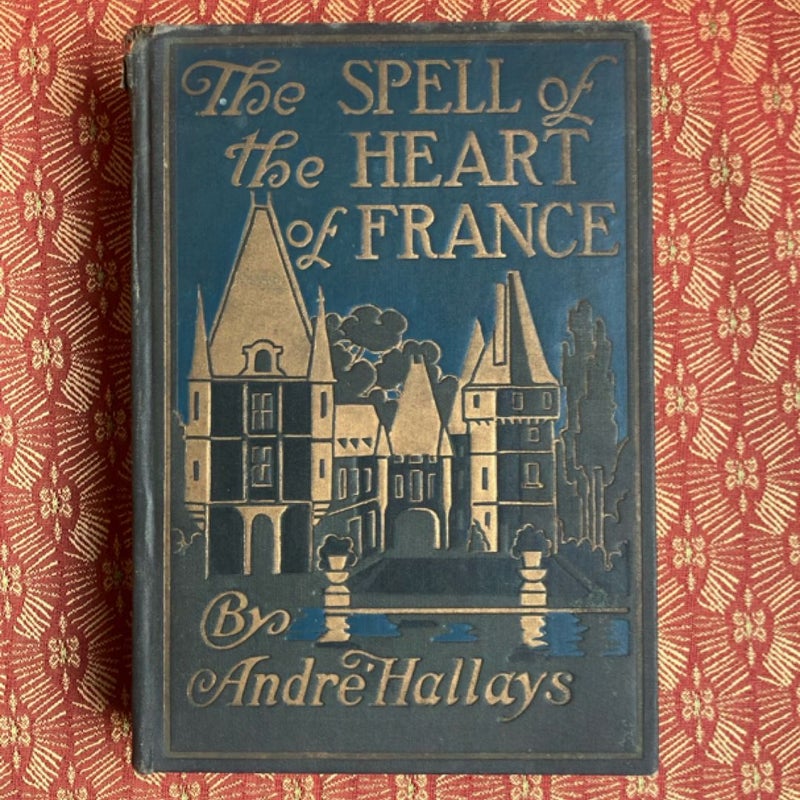 The SPELL of
the HEART
of FRANCE
By
André Hallays